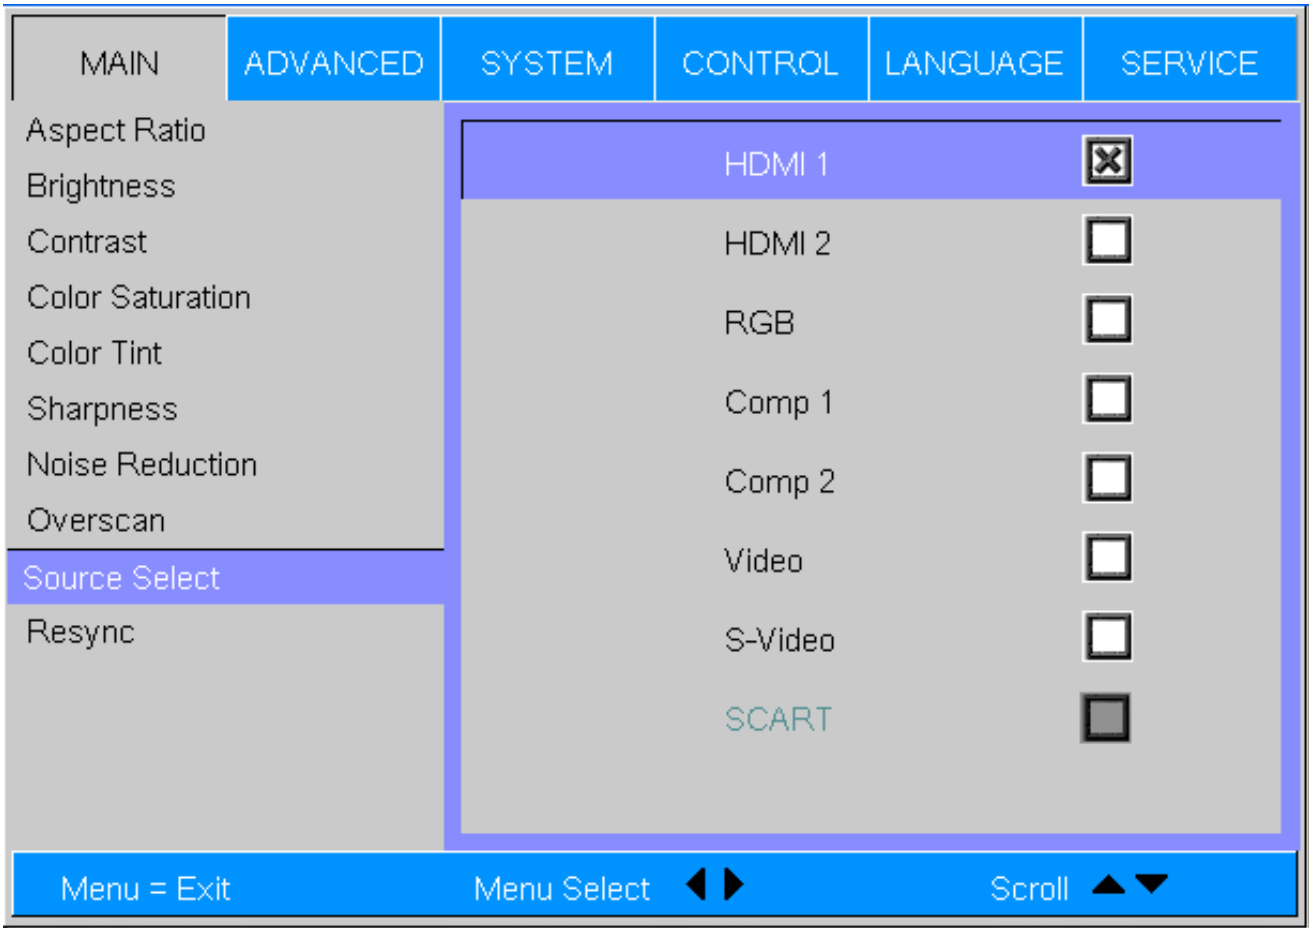 MAIN ADVANCED SYSTEM CONTROL LANGUAGE SERVICE
Aspect Ratio
Brightness
Contrast
Color Saturation
Color Tint
Sharpness
Noise Reduction
Overscan
Source Select
Resync
HDMI 1
HDMI 2
RGB
Comp 1
Comp 2
Video
S-Video
SCART
Menu = Exit Menu Select Scroll